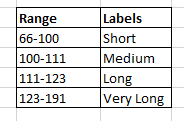 Range Labels
66-100 Short
100-111 Medium
111-123 Long
123-191 Very Long